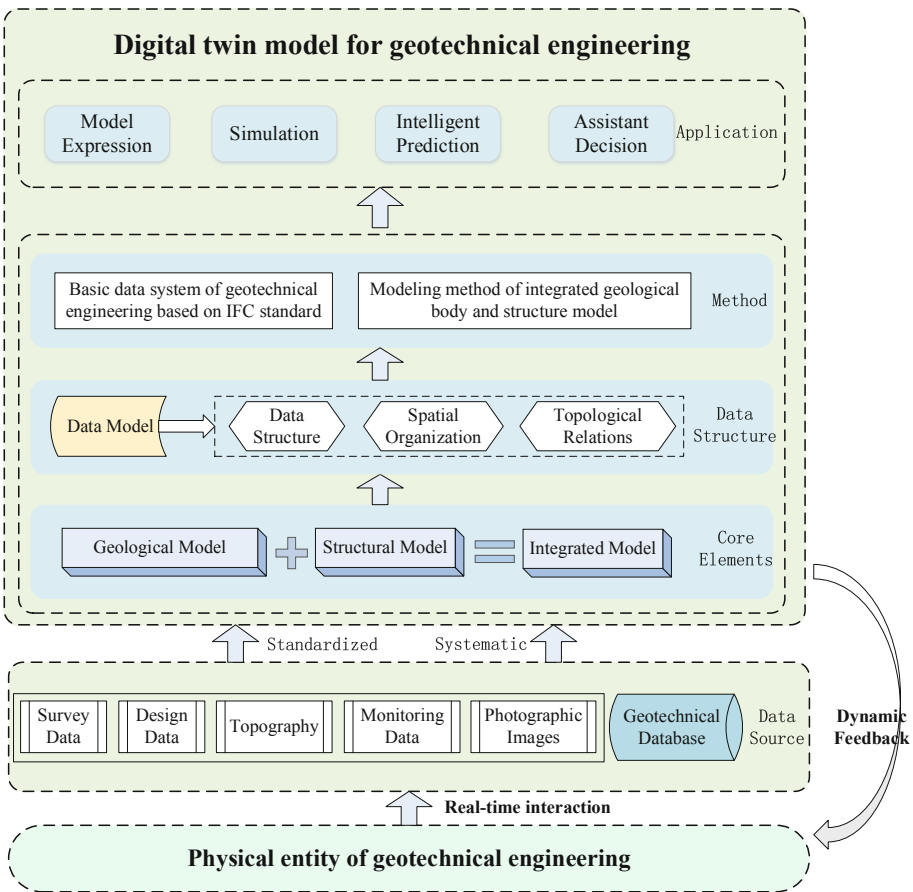 Digital twin model for geotechnical engineering
Model
Expression
Simulation
Intelligent
Prediction
Assistant
Decision
Application
Basic data system of geotechnical
engineering based on IFC standard
Modeling method of integrated geological
body and structure model
Method
Data Model
Data
Structure
Spatial
Organization
Topological
Relations
Data
Structure
Geological Model
Structural Model
Integrated Model
Core
Elements
Standardized
Systematic
Survey
Data
Design
Data
Topography
Monitoring
Data
Photographic
Images
Geotechnical
Database
Data
Source
Dynamic
Feedback
Real-time interaction
Physical entity of geotechnical engineering